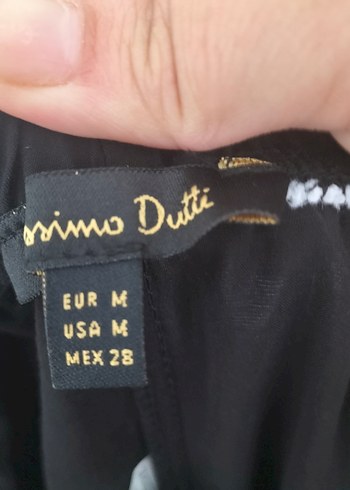 ssimo Dutti
EUR M
USA M
MEX 28